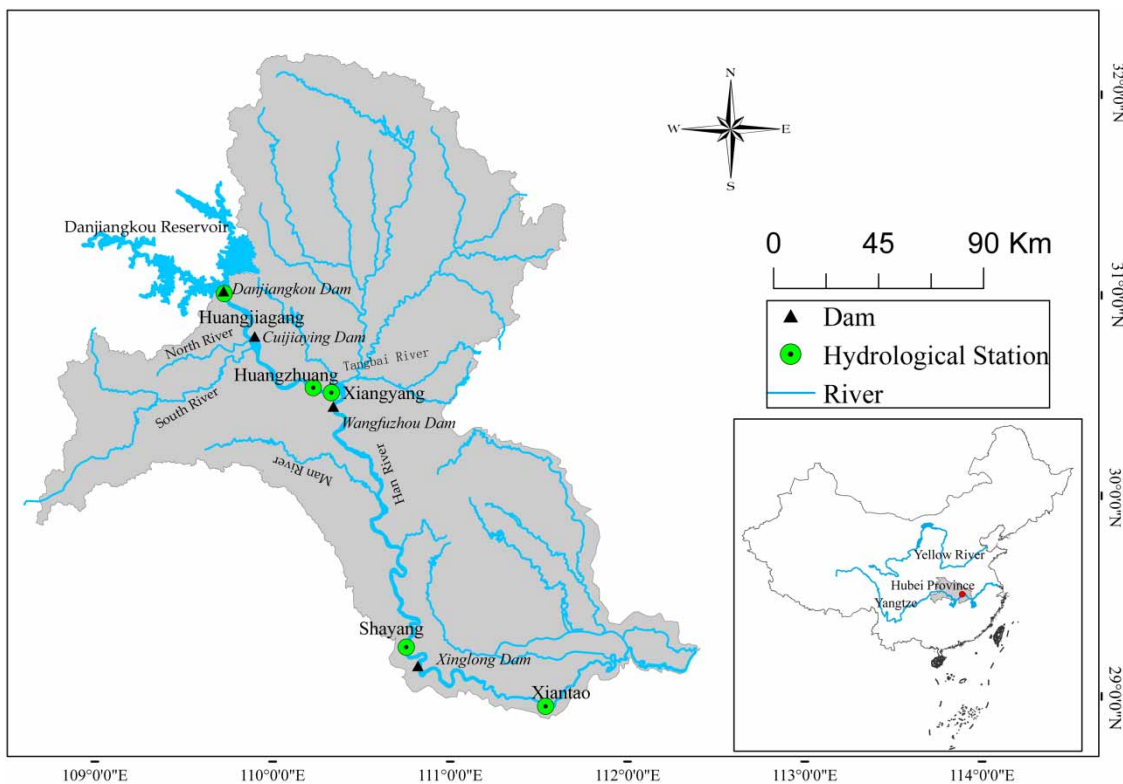 N
W E
S
32°0'0"N
Danjiangkou Reservoir
0 45 90 Km
Danjiangkou Dam
31°0'0"N
Huangjiagang
Dam
North River
Cuijiaying Dam
Hydrological Station
Tangbai River
Huangzhuang
Xiangyang
River
South River
Wangfuzhou Dam
Man River
Han River
30°0'0"N
Yellow River
Hubei Province
Yangtze
Shayang
Xinglong Dam
Xiantao
29°0'0"N
109°0'0"E 110°0'0"E 111°0'0"E 112°0'0"E 113°0'0"E 114°0'0"E